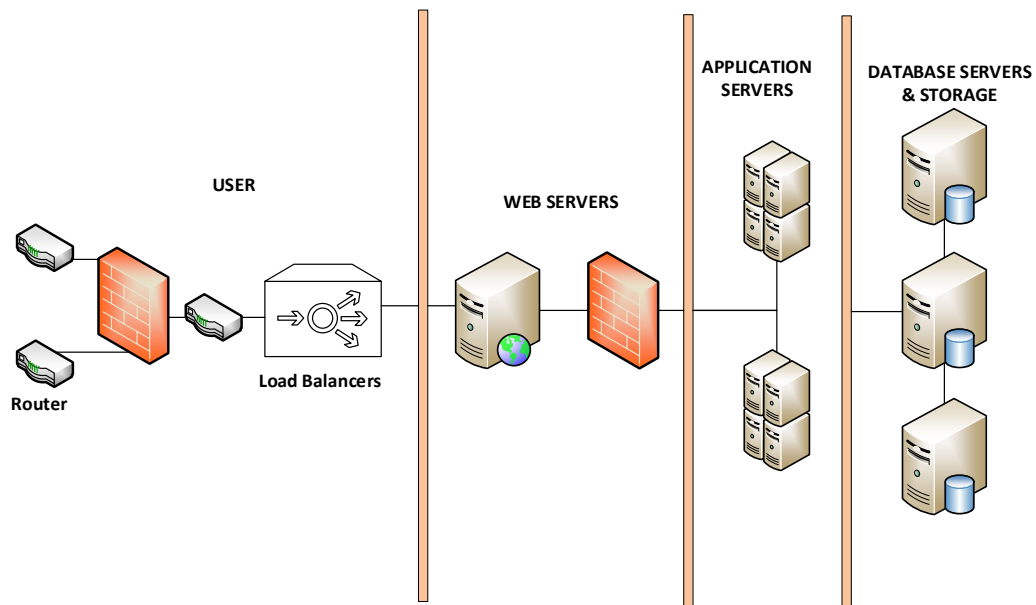 APPLICATION
SERVERS
DATABASE SERVERS
& STORAGE
USER
WEB SERVERS
Load Balancers
Router